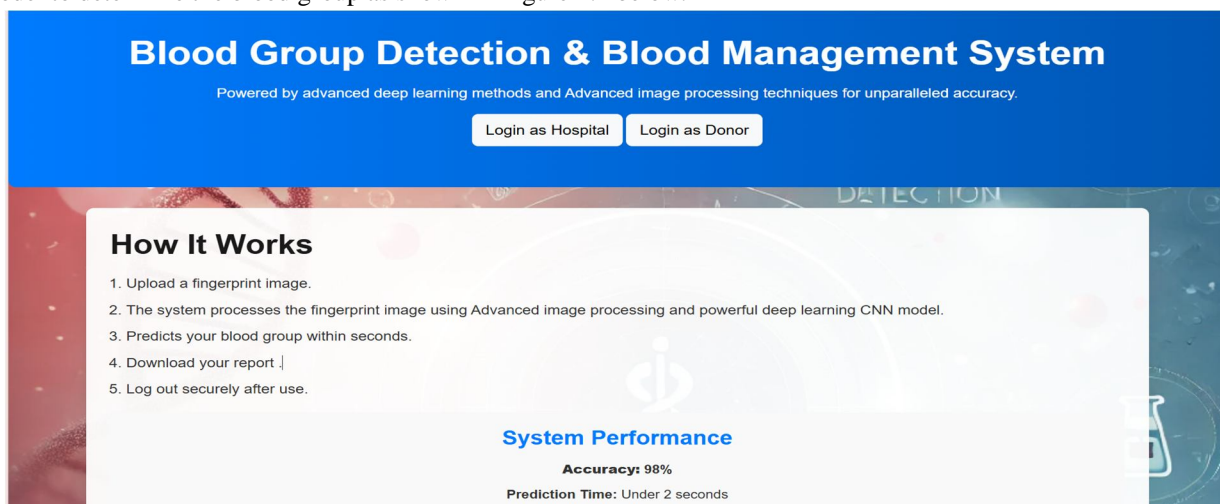 Blood Group Detection & Blood Management System
Powered by advanced deep learning methods and Advanced image processing techniques for unparalleled accuracy.
Login as Hospital Login as Donor
DETECTION
How It Works
1. Upload a fingerprint image.
2. The system processes the fingerprint image using Advanced image processing and powerful deep learning CNN model.
3. Predicts your blood group within seconds.
4. Download your report .
5. Log out securely after use.
System Performance
Accuracy: 98%
Prediction Time: Under 2 seconds